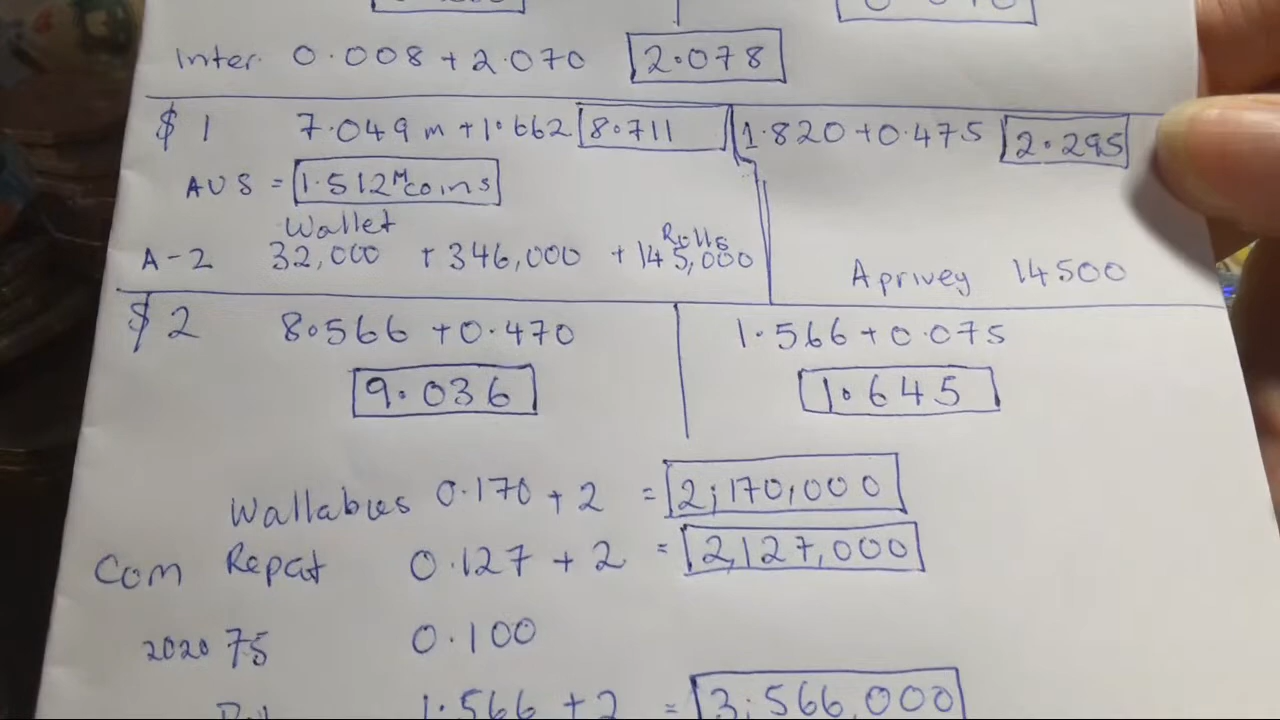 Inter. 0.008 + 2.070 2.078
$ 1 7.049 m + 1.662 8.711 1.820 + 0.475 2.295
AUS = 1.512 M coins
Wallet Rolls
A-2 32,000 + 346,000 + 145,000 Aprivey 14500
$ 2 8.566 + 0.470 1.566 + 0.075
9.036 1.645
Wallabies 0.170 + 2 = 2,170,000
Com Repat 0.127 + 2 = 2,127,000
2020 75 0.100
1.566 + 2 = 3,566,000